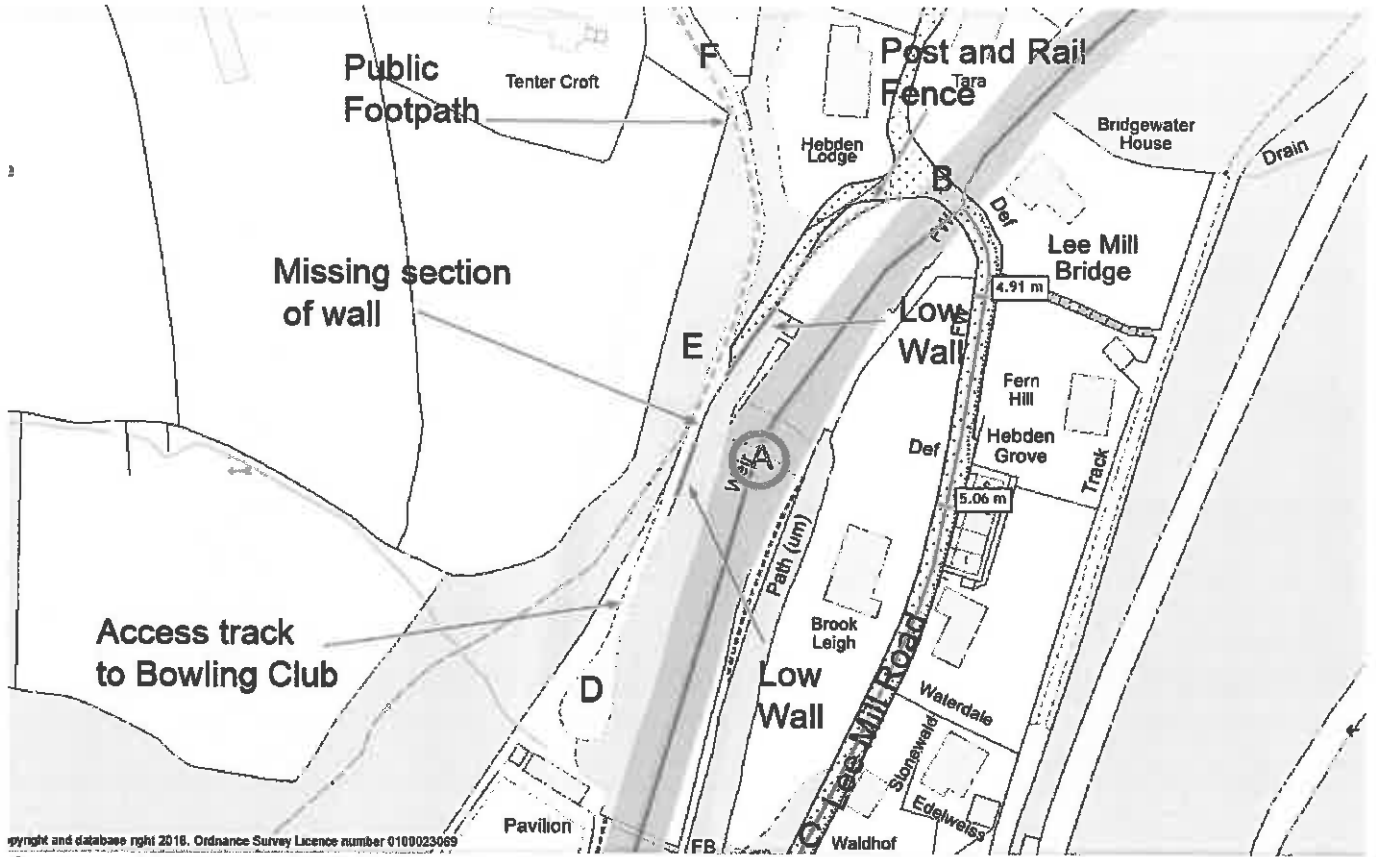 F
Post and Rail
Fence
Tara
Public
Footpath
Tenter Croft
Hebden
Lodge
Bridgewater
House
Drain
B
FW
Def
Lee Mill
Bridge
4.91 m
Missing section
of wall
Low
Wall
FW
E
Fern
Hill
Hebden
Grove
Def
A
Weir
Track
5.06 m
Path (um)
Access track
to Bowling Club
Brook
Leigh
Low
Wall
D
Waterdale
Lee Mill Road
Stonewald
Edelweiss
C
Waldhof
Pavilion
FB
opyright and database right 2018. Ordnance Survey Licence number 0100023069